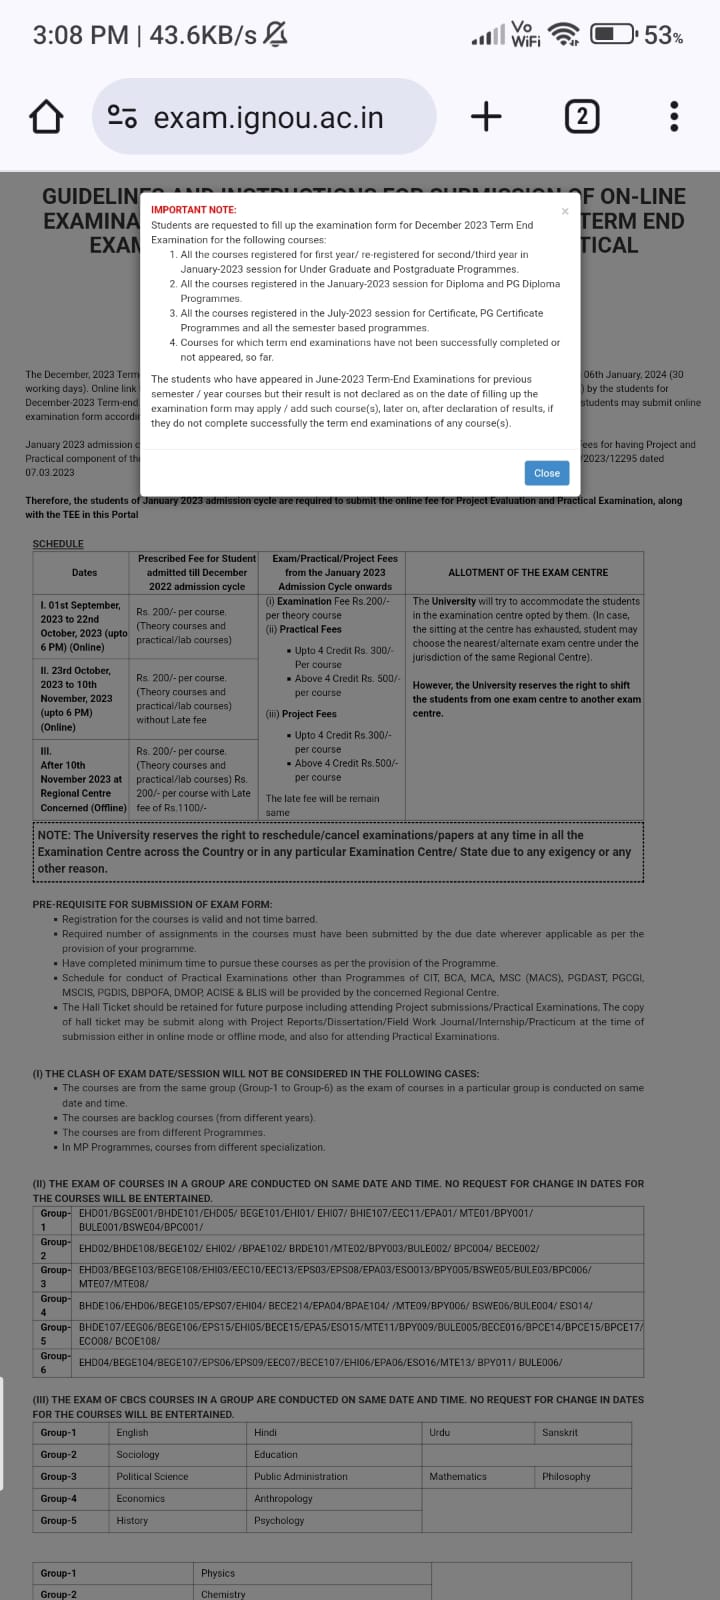 3:08 PM | 43.6KB/s
Vo
WiFi
53%
exam.ignou.ac.in
2
GUIDELIN
F ON-LINE
EXAMINA
TERM END
EXAM
TICAL
IMPORTANT NOTE:
×
Students are requested to fill up the examination form for December 2023 Term End
Examination for the following courses:
1. All the courses registered for first year/ re-registered for second/third year in
January-2023 session for Under Graduate and Postgraduate Programmes.
2. All the courses registered in the January-2023 session for Diploma and PG Diploma
Programmes.
3. All the courses registered in the July-2023 session for Certificate, PG Certificate
Programmes and all the semester based programmes.
4. Courses for which term end examinations have not been successfully completed or
not appeared, so far.
The students who have appeared in June-2023 Term-End Examinations for previous
semester / year courses but their result is not declared as on the date of filling up the
examination form may apply / add such course(s), later on, after declaration of results, if
they do not complete successfully the term end examinations of any course(s).
Close
The December, 2023 Term
06th January, 2024 (30
working days). Online link
) by the students for
December-2023 Term-end
students may submit online
examination form accordi
January 2023 admission c
ees for having Project and
Practical component of th
/2023/12295 dated
07.03.2023
Therefore, the students of January 2023 admission cycle are required to submit the online fee for Project Evaluation and Practical Examination, along
with the TEE in this Portal
SCHEDULE
Dates
Prescribed Fee for Student
admitted till December
2022 admission cycle
Exam/Practical/Project Fees
from the January 2023
Admission Cycle onwards
ALLOTMENT OF THE EXAM CENTRE
I. 01st September,
2023 to 22nd
October, 2023 (upto
6 PM) (Online)
Rs. 200/- per course.
(Theory courses and
practical/lab courses)
(i) Examination Fee Rs.200/-
per theory course
(ii) Practical Fees
▪ Upto 4 Credit Rs. 300/-
Per course
▪ Above 4 Credit Rs. 500/-
per course
(iii) Project Fees
▪ Upto 4 Credit Rs.300/-
per course
▪ Above 4 Credit Rs.500/-
per course
The late fee will be remain
same
The University will try to accommodate the students
in the examination centre opted by them. (In case,
the sitting at the centre has exhausted, student may
choose the nearest/alternate exam centre under the
jurisdiction of the same Regional Centre).
However, the University reserves the right to shift
the students from one exam centre to another exam
centre.
II. 23rd October,
2023 to 10th
November, 2023
(upto 6 PM)
(Online)
Rs. 200/- per course.
(Theory courses and
practical/lab courses)
without Late fee
III.
After 10th
November 2023 at
Regional Centre
Concerned (Offline)
Rs. 200/- per course.
(Theory courses and
practical/lab courses) Rs.
200/- per course with Late
fee of Rs.1100/-
NOTE: The University reserves the right to reschedule/cancel examinations/papers at any time in all the
Examination Centre across the Country or in any particular Examination Centre/ State due to any exigency or any
other reason.
PRE-REQUISITE FOR SUBMISSION OF EXAM FORM:
▪ Registration for the courses is valid and not time barred.
▪ Required number of assignments in the courses must have been submitted by the due date wherever applicable as per the
provision of your programme.
▪ Have completed minimum time to pursue these courses as per the provision of the Programme.
▪ Schedule for conduct of Practical Examinations other than Programmes of CIT, BCA, MCA, MSC (MACS), PGDAST, PGCGI,
MSCIS, PGDIS, DBPOFA, DMOP, ACISE & BLIS will be provided by the concerned Regional Centre.
▪ The Hall Ticket should be retained for future purpose including attending Project submissions/Practical Examinations. The copy
of hall ticket may be submit along with Project Reports/Dissertation/Field Work Journal/Internship/Practicum at the time of
submission either in online mode or offline mode, and also for attending Practical Examinations.
(I) THE CLASH OF EXAM DATE/SESSION WILL NOT BE CONSIDERED IN THE FOLLOWING CASES:
▪ The courses are from the same group (Group-1 to Group-6) as the exam of courses in a particular group is conducted on same
date and time.
▪ The courses are backlog courses (from different years).
▪ The courses are from different Programmes.
▪ In MP Programmes, courses from different specialization.
(II) THE EXAM OF COURSES IN A GROUP ARE CONDUCTED ON SAME DATE AND TIME. NO REQUEST FOR CHANGE IN DATES FOR
THE COURSES WILL BE ENTERTAINED.
Group-
1
EHD01/BGSE001/BHDE101/EHD05/ BEGE101/EHI01/ EHI07/ BHIE107/EEC11/EPA01/ MTE01/BPY001/
BULE001/BSWE04/BPC001/
Group-
2
EHD02/BHDE108/BEGE102/ EHI02/ /BPAE102/ BRDE101/MTE02/BPY003/BULE002/ BPC004/ BECE002/
Group-
3
EHD03/BEGE103/BEGE108/EHI03/EEC10/EEC13/EPS03/EPS08/EPA03/ESO013/BPY005/BSWE05/BULE03/BPC006/
MTE07/MTE08/
Group-
4
BHDE106/EHD06/BEGE105/EPS07/EHI04/ BECE214/EPA04/BPAE104/ /MTE09/BPY006/ BSWE06/BULE004/ ESO14/
Group-
5
BHDE107/EEG06/BEGE106/EPS15/EHI05/BECE15/EPA5/ESO15/MTE11/BPY009/BULE005/BECE016/BPCE14/BPCE15/BPCE17/
ECO08/ BCOE108/
Group-
6
EHD04/BEGE104/BEGE107/EPS06/EPS09/EEC07/BECE107/EHI06/EPA06/ESO16/MTE13/ BPY011/ BULE006/
(III) THE EXAM OF CBCS COURSES IN A GROUP ARE CONDUCTED ON SAME DATE AND TIME. NO REQUEST FOR CHANGE IN DATES
FOR THE COURSES WILL BE ENTERTAINED.
Group-1 English Hindi Urdu Sanskrit
Group-2 Sociology Education
Group-3 Political Science Public Administration Mathematics Philosophy
Group-4 Economics Anthropology
Group-5 History Psychology
Group-1 Physics
Group-2 Chemistry